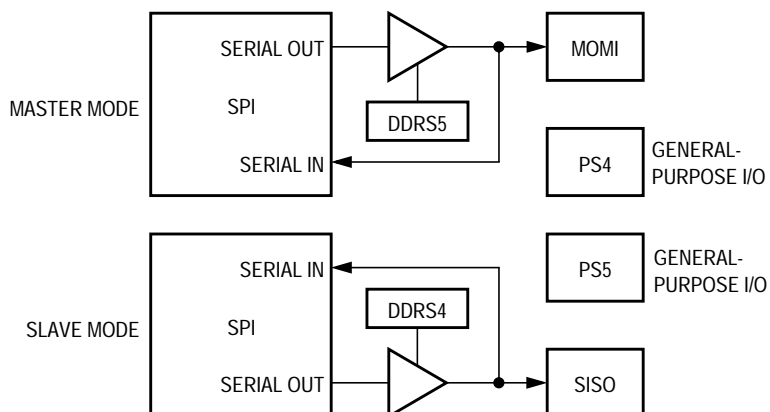 SERIAL OUT
MOMI
MASTER MODE
SPI
DDRS5
SERIAL IN
PS4
GENERAL-
PURPOSE I/O
SERIAL IN
PS5
GENERAL-
PURPOSE I/O
DDRS4
SLAVE MODE
SPI
SERIAL OUT
SISO